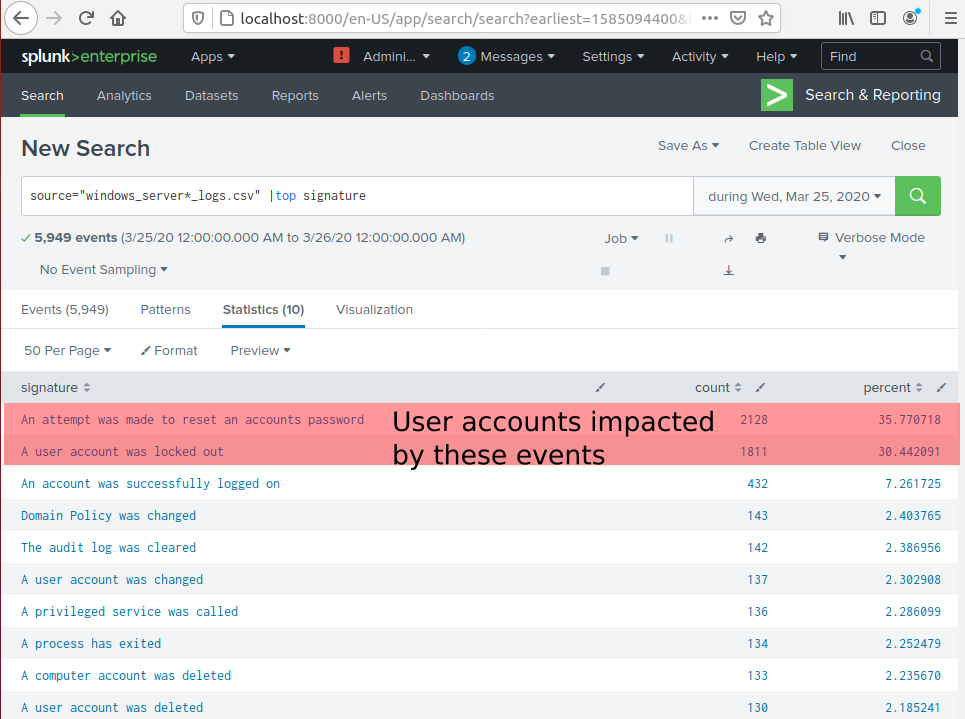 localhost:8000/en-US/app/search/search?earliest=1585094400&
splunk>enterprise Apps ! Admini... 2 Messages Settings Activity Help Find
Search Analytics Datasets Reports Alerts Dashboards > Search & Reporting
New Search Save As Create Table View Close
source="windows_server*_logs.csv" |top signature during Wed, Mar 25, 2020
5,949 events (3/25/20 12:00:00.000 AM to 3/26/20 12:00:00.000 AM) Job Verbose Mode
No Event Sampling
Events (5,949) Patterns Statistics (10) Visualization
50 Per Page Format Preview
signature count percent
An attempt was made to reset an accounts password 2128 35.770718
A user account was locked out 1811 30.442091
User accounts impacted
by these events
An account was successfully logged on 432 7.261725
Domain Policy was changed 143 2.403765
The audit log was cleared 142 2.386956
A user account was changed 137 2.302908
A privileged service was called 136 2.286099
A process has exited 134 2.252479
A computer account was deleted 133 2.235670
A user account was deleted 130 2.185241